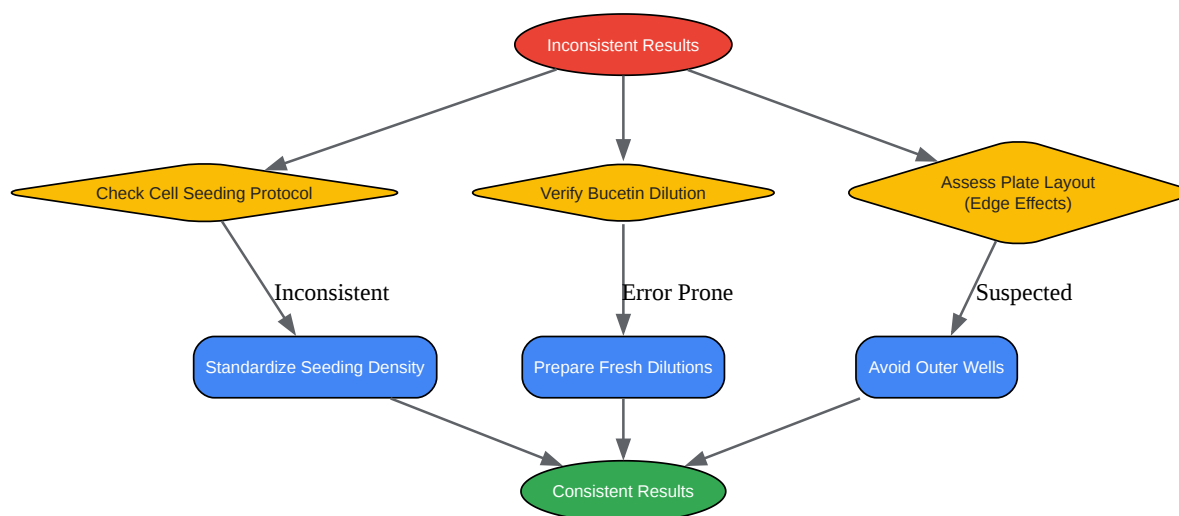 Inconsistent Results
Check Cell Seeding Protocol
Verify Bucetin Dilution
Assess Plate Layout
(Edge Effects)
Inconsistent
Error Prone
Suspected
Standardize Seeding Density
Prepare Fresh Dilutions
Avoid Outer Wells
Consistent Results